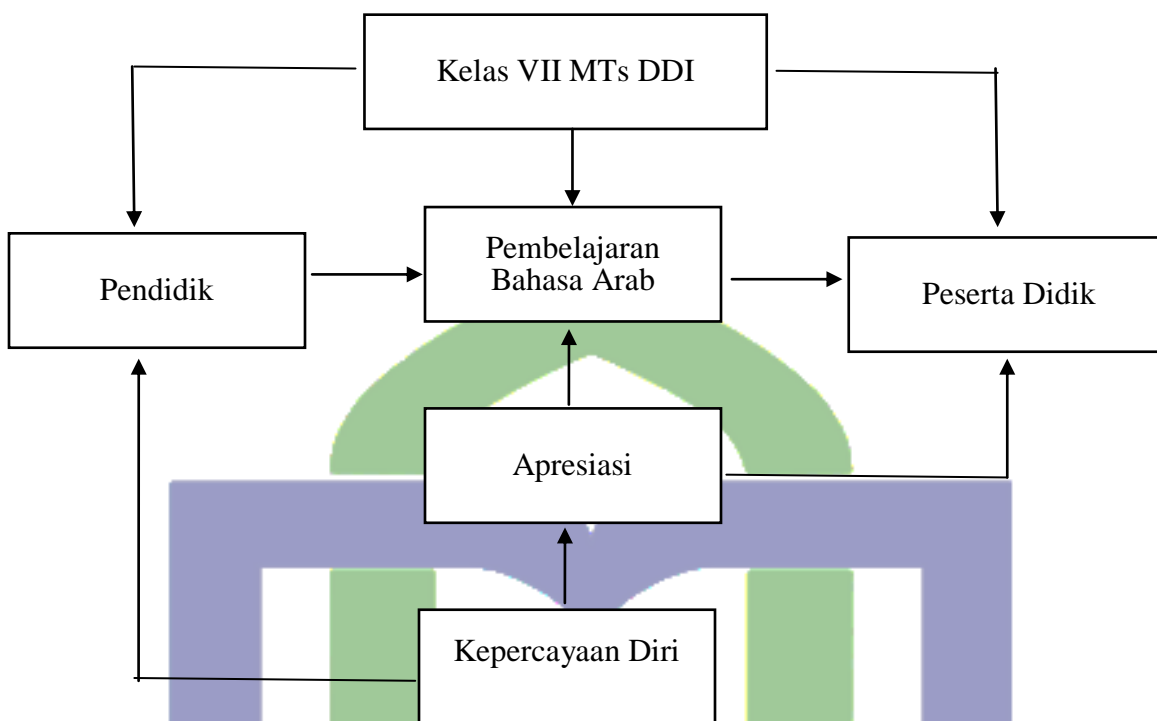 Kelas VII MTs DDI
Pendidik
Pembelajaran
Bahasa Arab
Peserta Didik
Apresiasi
Kepercayaan Diri